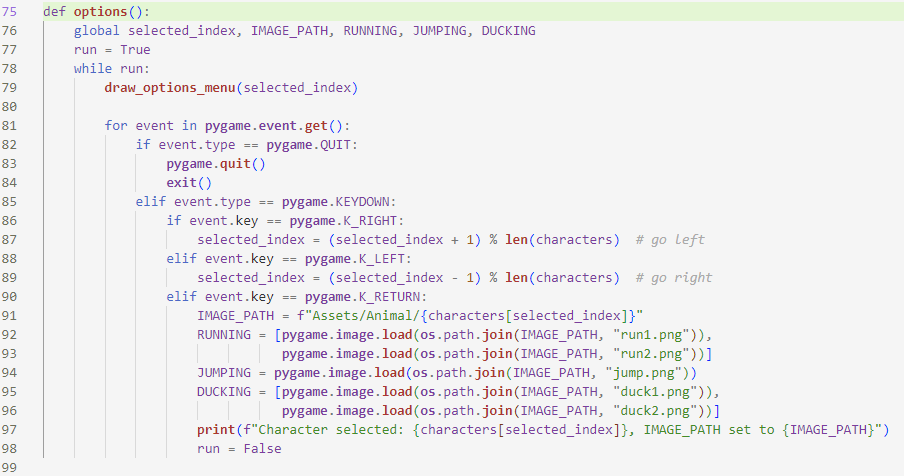 75 def options():
76     global selected_index, IMAGE_PATH, RUNNING, JUMPING, DUCKING
77     run = True
78     while run:
79         draw_options_menu(selected_index)
80
81         for event in pygame.event.get():
82             if event.type == pygame.QUIT:
83                 pygame.quit()
84                 exit()
85             elif event.type == pygame.KEYDOWN:
86                 if event.key == pygame.K_RIGHT:
87                     selected_index = (selected_index + 1) % len(characters)  # go left
88                 elif event.key == pygame.K_LEFT:
89                     selected_index = (selected_index - 1) % len(characters)  # go right
90                 elif event.key == pygame.K_RETURN:
91                     IMAGE_PATH = f"Assets/Animal/{characters[selected_index]}"
92                     RUNNING = [pygame.image.load(os.path.join(IMAGE_PATH, "run1.png")),
93                                pygame.image.load(os.path.join(IMAGE_PATH, "run2.png"))]
94                     JUMPING = pygame.image.load(os.path.join(IMAGE_PATH, "jump.png"))
95                     DUCKING = [pygame.image.load(os.path.join(IMAGE_PATH, "duck1.png")),
96                                pygame.image.load(os.path.join(IMAGE_PATH, "duck2.png"))]
97                     print(f"Character selected: {characters[selected_index]}, IMAGE_PATH set to {IMAGE_PATH}")
98                     run = False
99